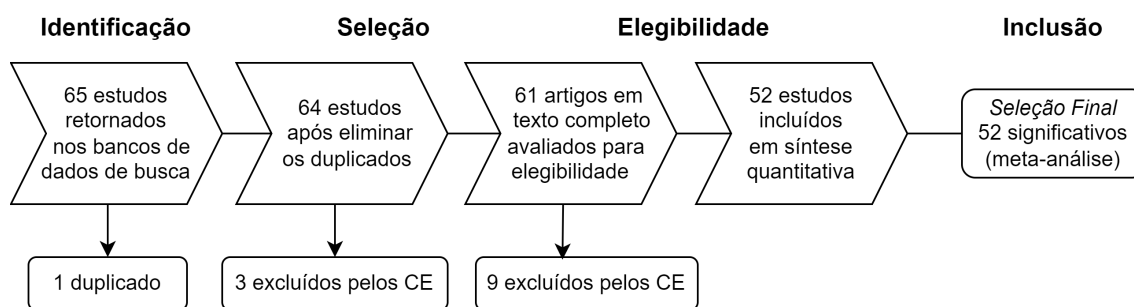 Identificação
Seleção
Elegibilidade
Inclusão
65 estudos
retornados
nos bancos de
dados de busca
64 estudos
após eliminar
os duplicados
61 artigos em
texto completo
avaliados para
elegibilidade
52 estudos
incluídos
em síntese
quantitativa
Seleção Final
52 significativos
(meta-análise)
1 duplicado
3 excluídos pelos CE
9 excluídos pelos CE